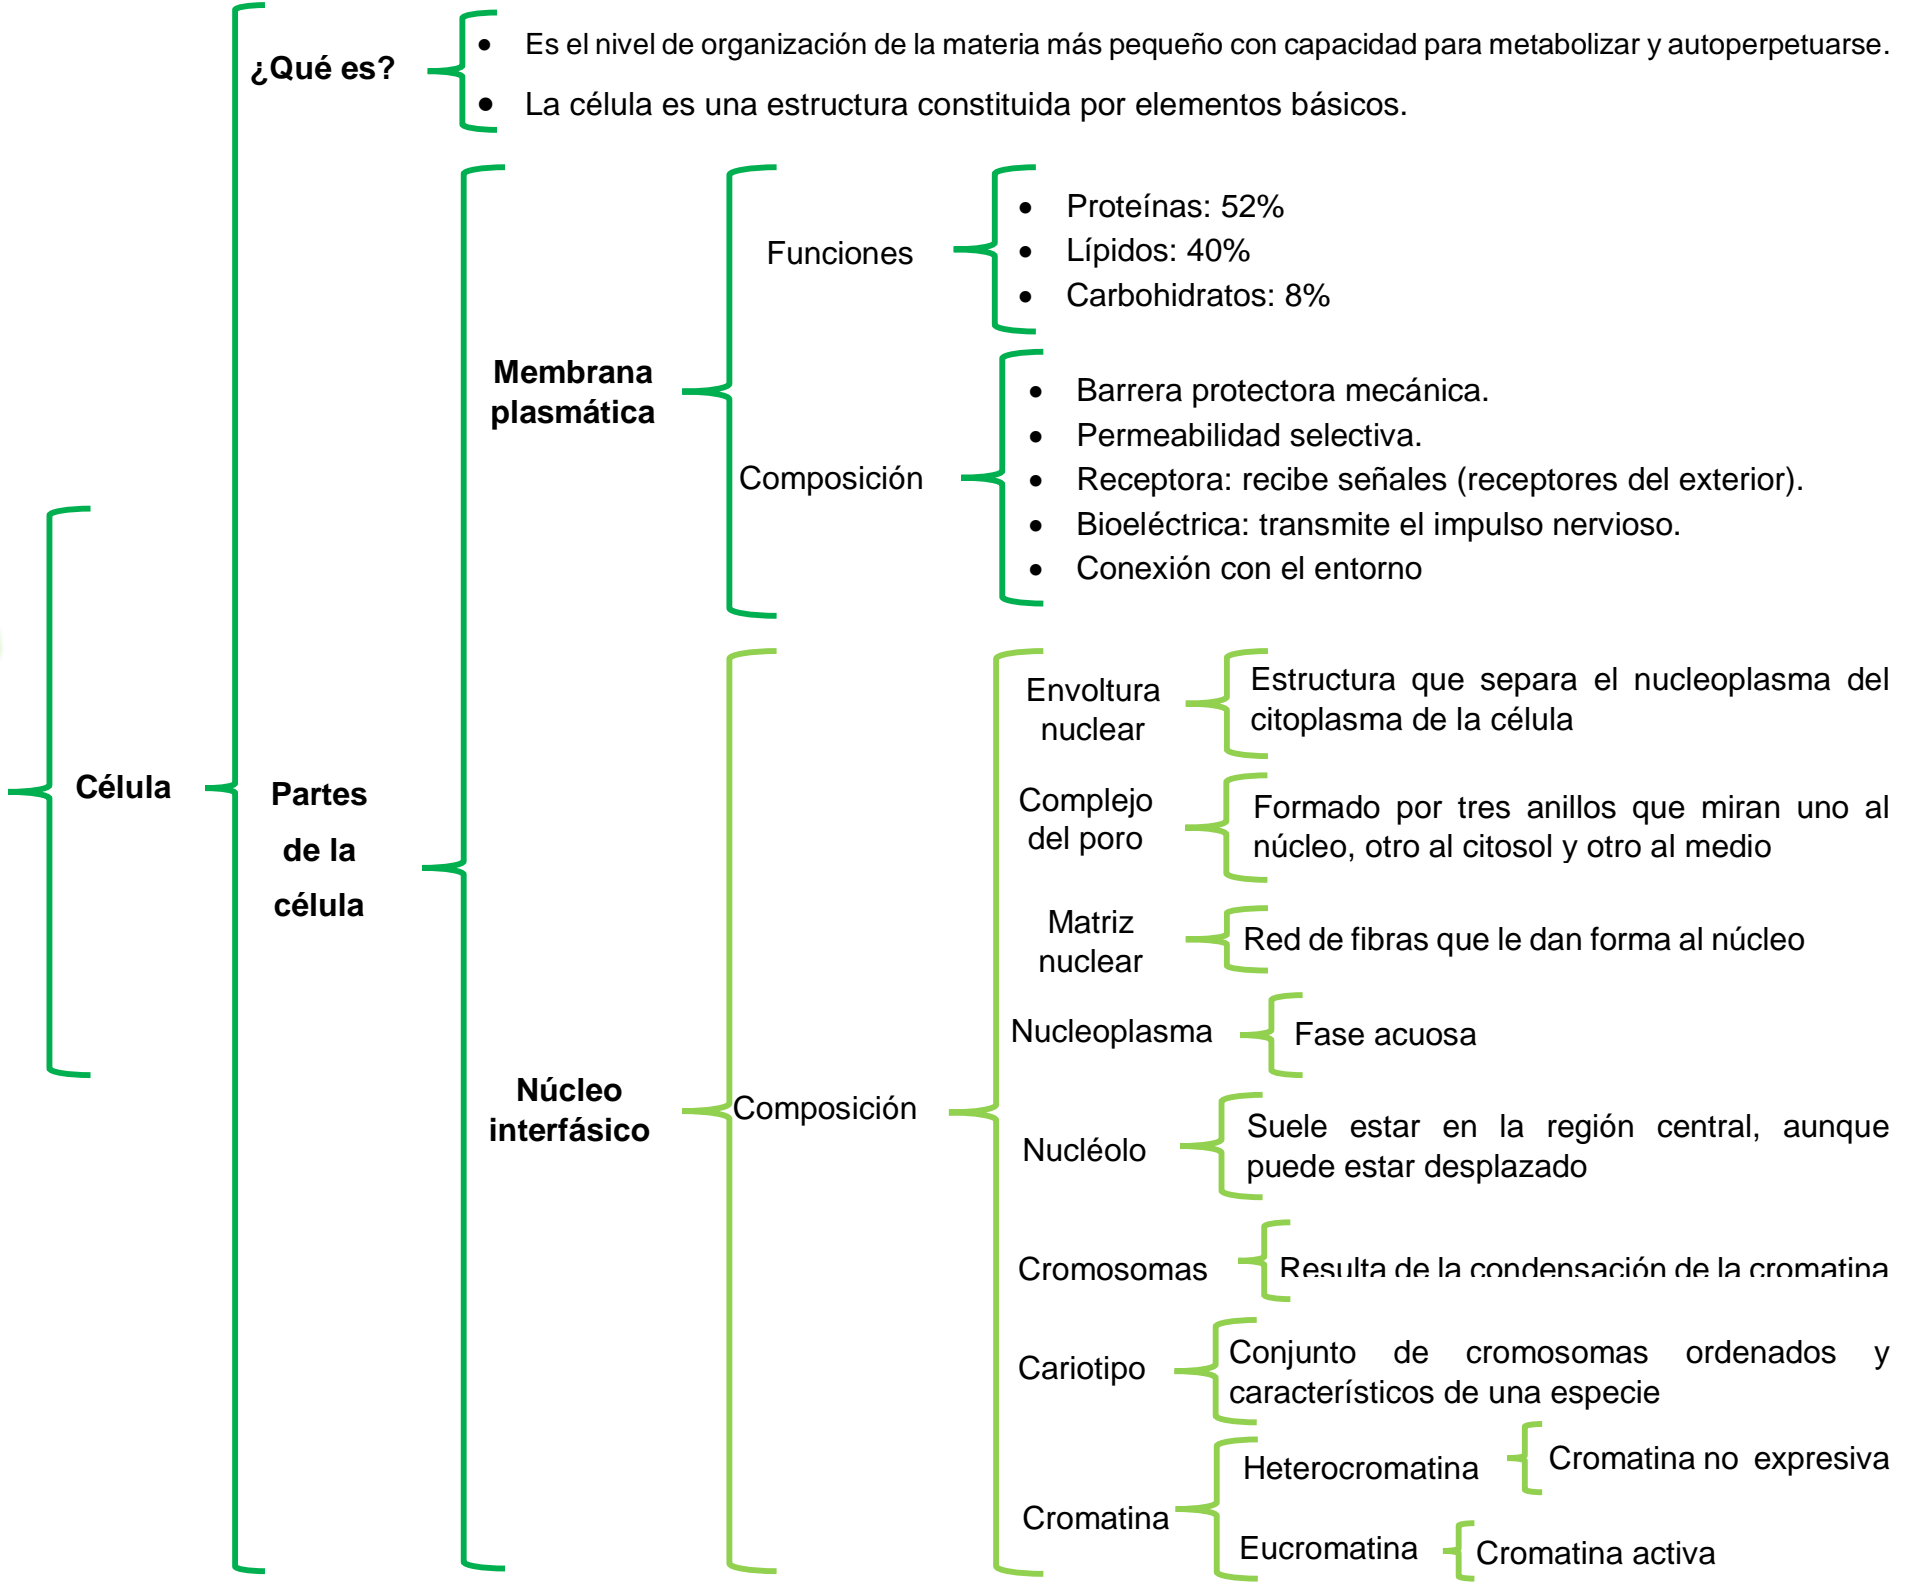 ¿Qué es?
Es el nivel de organización de la materia más pequeño con capacidad para metabolizar y autoperpetuarse.
La célula es una estructura constituida por elementos básicos.
Célula
Partes
de la
célula
Membrana
plasmática
Funciones
Proteínas: 52%
Lípidos: 40%
Carbohidratos: 8%
Composición
Barrera protectora mecánica.
Permeabilidad selectiva.
Receptora: recibe señales (receptores del exterior).
Bioeléctrica: transmite el impulso nervioso.
Conexión con el entorno
Núcleo
interfásico
Composición
Envoltura
nuclear
Estructura que separa el nucleoplasma del
citoplasma de la célula
Complejo
del poro
Formado por tres anillos que miran uno al
núcleo, otro al citosol y otro al medio
Matriz
nuclear
Red de fibras que le dan forma al núcleo
Nucleoplasma
Fase acuosa
Nucléolo
Suele estar en la región central, aunque
puede estar desplazado
Cromosomas
Resulta de la condensación de la cromatina
Cariotipo
Conjunto de cromosomas ordenados y
característicos de una especie
Cromatina
Heterocromatina
Cromatina no expresiva
Eucromatina
Cromatina activa